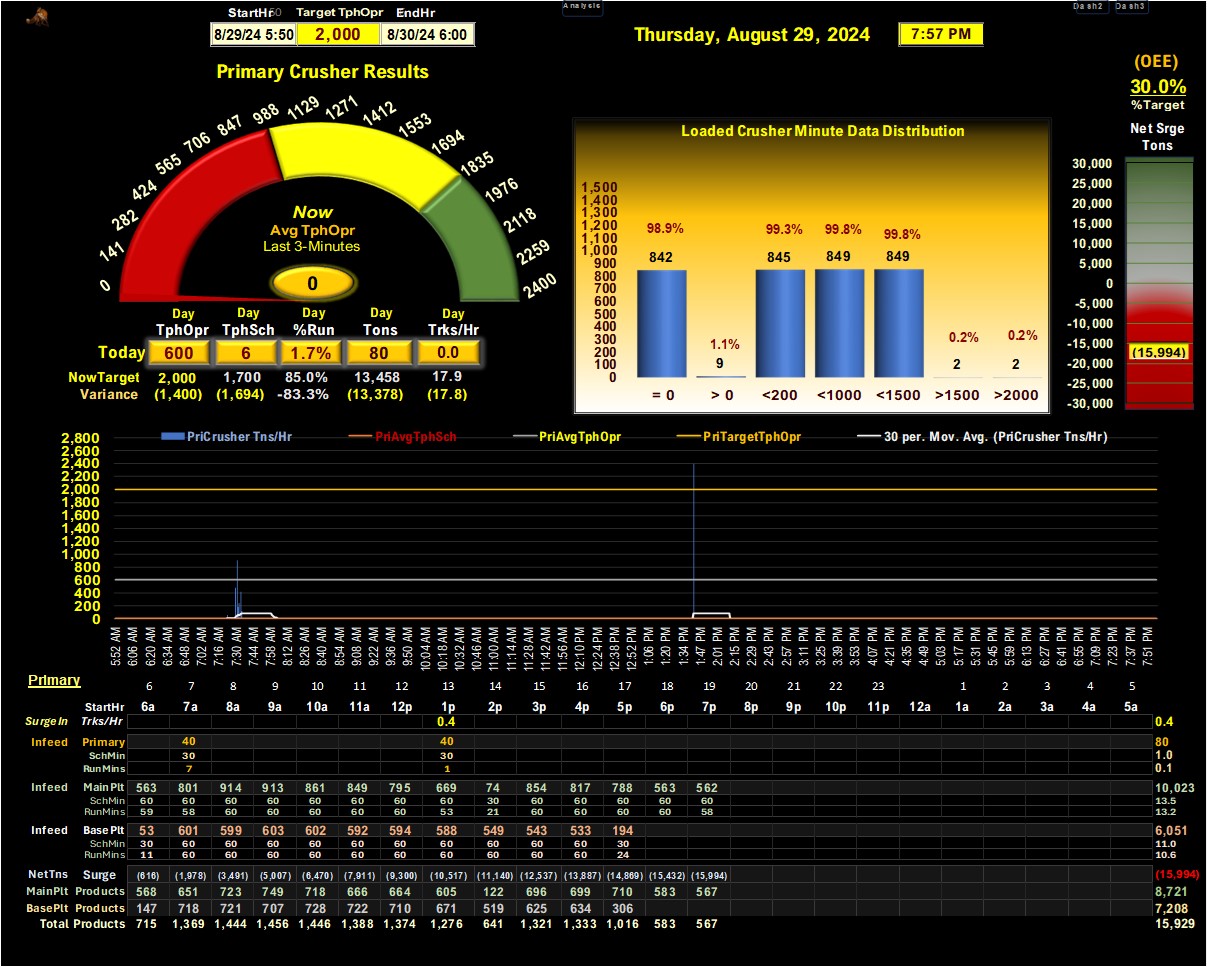 StartHr Target TphOpr EndHr Analysis Dash2 Dash3
8/29/24 5:50 2,000 8/30/24 6:00 Thursday, August 29, 2024 7:57 PM
(OEE)
30.0%
%Target
Net Srge
Tons
30,000
25,000
20,000
15,000
10,000
5,000
0
-5,000
-10,000
-15,000
(15,994)
-20,000
-25,000
-30,000
Primary Crusher Results
0 141 282 424 565 706 847 988 1129 1271 1412 1553 1694 1835 1976 2118 2259 2400
Now
Avg TphOpr
Last 3-Minutes
0
Day Day Day Day Day
TphOpr TphSch %Run Tons Trks/Hr
Today 600 6 1.7% 80 0.0
NowTarget 2,000 1,700 85.0% 13,458 17.9
Variance (1,400) (1,694) -83.3% (13,378) (17.8)
Loaded Crusher Minute Data Distribution
1,500
1,400
1,300
1,200
1,100
1,000
900
800
700
600
500
400
300
200
100
0
98.9% 1.1% 99.3% 99.8% 99.8% 0.2% 0.2%
842 9 845 849 849 2 2
= 0 > 0 <200 <1000 <1500 >1500 >2000
PriCrusher Tns/Hr PriAvgTphSch PriAvgTphOpr PriTargetTphOpr 30 per. Mov. Avg. (PriCrusher Tns/Hr)
2,800
2,600
2,400
2,200
2,000
1,800
1,600
1,400
1,200
1,000
800
600
400
200
0
5:52 AM 6:06 AM 6:20 AM 6:34 AM 6:48 AM 7:02 AM 7:16 AM 7:30 AM 7:44 AM 7:58 AM 8:12 AM 8:26 AM 8:40 AM 8:54 AM 9:08 AM 9:22 AM 9:36 AM 9:50 AM 10:04 AM 10:18 AM 10:32 AM 10:46 AM 11:00 AM 11:14 AM 11:28 AM 11:42 AM 11:56 AM 12:10 PM 12:24 PM 12:38 PM 12:52 PM 1:06 PM 1:20 PM 1:34 PM 1:47 PM 2:01 PM 2:15 PM 2:29 PM 2:43 PM 2:57 PM 3:11 PM 3:25 PM 3:39 PM 3:53 PM 4:07 PM 4:21 PM 4:35 PM 4:49 PM 5:03 PM 5:17 PM 5:31 PM 5:45 PM 5:59 PM 6:13 PM 6:27 PM 6:41 PM 6:55 PM 7:09 PM 7:23 PM 7:37 PM 7:51 PM
Primary 6 7 8 9 10 11 12 13 14 15 16 17 18 19 20 21 22 23 1 2 3 4 5
StartHr 6a 7a 8a 9a 10a 11a 12p 1p 2p 3p 4p 5p 6p 7p 8p 9p 10p 11p 12a 1a 2a 3a 4a 5a
SurgeIn Trks/Hr 0.4 0.4
Infeed Primary 40 40 80
SchMin 30 30 1.0
RunMins 7 1 0.1
Infeed MainPlt 563 801 914 913 861 849 795 669 74 854 817 788 563 562 10,023
SchMin 60 60 60 60 60 60 60 60 30 60 60 60 60 60 13.5
RunMins 59 58 60 60 60 60 60 53 21 60 60 60 60 58 13.2
Infeed BasePlt 53 601 599 603 602 592 594 588 549 543 533 194 6,051
SchMin 30 60 60 60 60 60 60 60 60 60 60 30 11.0
RunMins 11 60 60 60 60 60 60 60 60 60 60 24 10.6
NetTns Surge (616) (1,978) (3,491) (5,007) (6,470) (7,911) (9,300) (10,517) (11,140) (12,537) (13,887) (14,869) (15,432) (15,994) (15,994)
MainPlt Products 568 651 723 749 718 666 664 605 122 696 699 710 583 567 8,721
BasePlt Products 147 718 721 707 728 722 710 671 519 625 634 306 7,208
Total Products 715 1,369 1,444 1,456 1,446 1,388 1,374 1,276 641 1,321 1,333 1,016 583 567 15,929